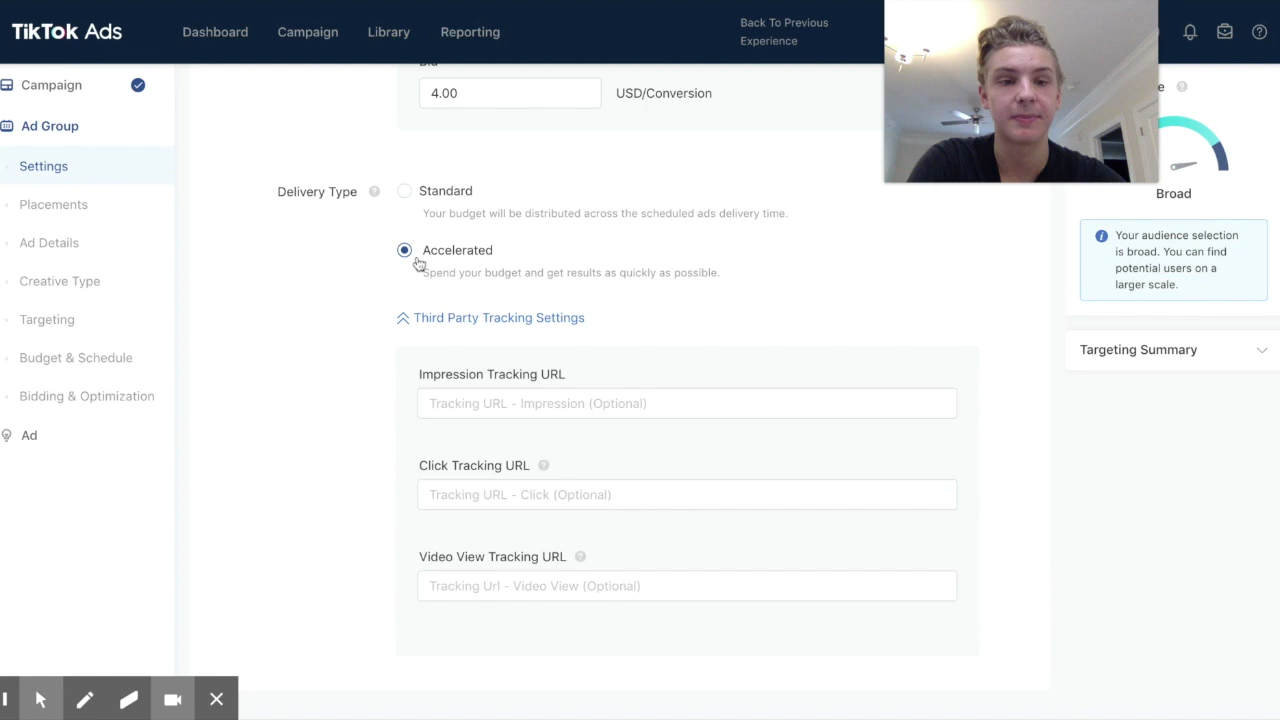 TikTok Ads
Dashboard
Campaign
Library
Reporting
Back To Previous
Experience
Campaign
Ad Group
Settings
Placements
Ad Details
Creative Type
Targeting
Budget & Schedule
Bidding & Optimization
Ad
4.00
USD/Conversion
Delivery Type
Standard
Your budget will be distributed across the scheduled ads delivery time.
Accelerated
Spend your budget and get results as quickly as possible.
Third Party Tracking Settings
Impression Tracking URL
Tracking URL - Impression (Optional)
Click Tracking URL
Tracking URL - Click (Optional)
Video View Tracking URL
Tracking Url - Video View (Optional)
Broad
Your audience selection
is broad. You can find
potential users on a
larger scale.
Targeting Summary